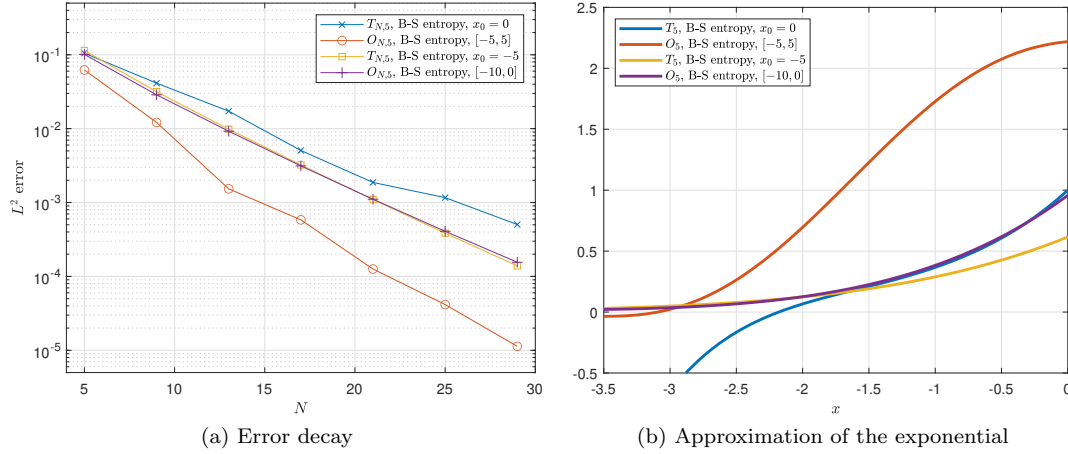 T_{N,5}, B-S entropy, x_0 = 0
O_{N,5}, B-S entropy, [−5, 5]
T_{N,5}, B-S entropy, x_0 = −5
O_{N,5}, B-S entropy, [−10, 0]
10^{-1}
10^{-2}
10^{-3}
10^{-4}
10^{-5}
L^2 error
5 10 15 20 25 30
N
(a) Error decay
T_5, B-S entropy, x_0 = 0
O_5, B-S entropy, [−5, 5]
T_5, B-S entropy, x_0 = −5
O_5, B-S entropy, [−10, 0]
2.5
2
1.5
1
0.5
0
-0.5
-3.5 -3 -2.5 -2 -1.5 -1 -0.5 0
x
(b) Approximation of the exponential